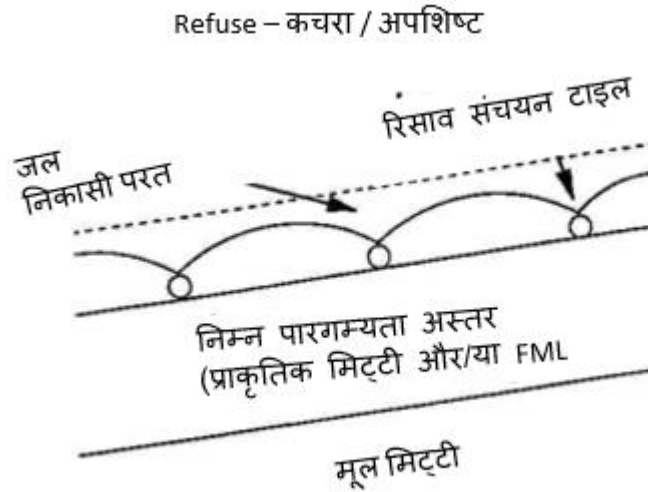 Refuse – कचरा / अपशिष्ट
रिसाव संचयन टाइल
जल
निकासी परत
निम्न पारगम्यता अस्तर
(प्राकृतिक मिट्टी और/या FML
मूल मिट्टी